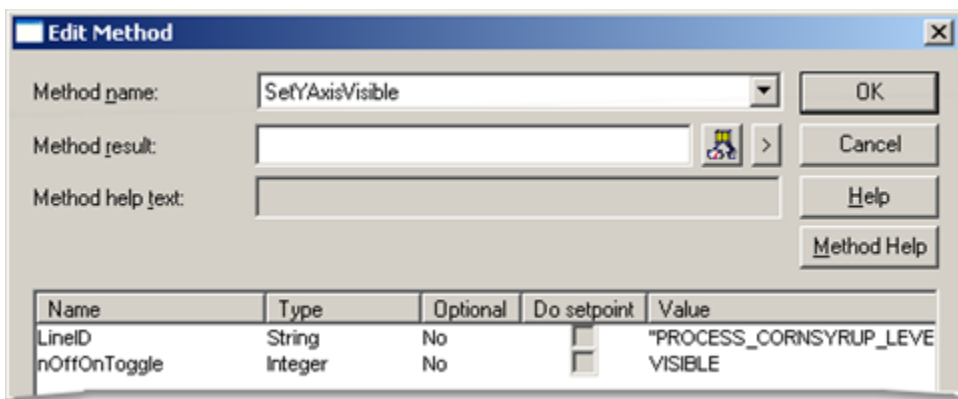 Edit Method
Method name: SetYAxisVisible OK
Method result: > Cancel
Method help text: Help
Method Help
Name Type Optional Do setpoint Value
LineID String No "PROCESS_CORNSYRUP_LEVE
nOffOnToggle Integer No VISIBLE